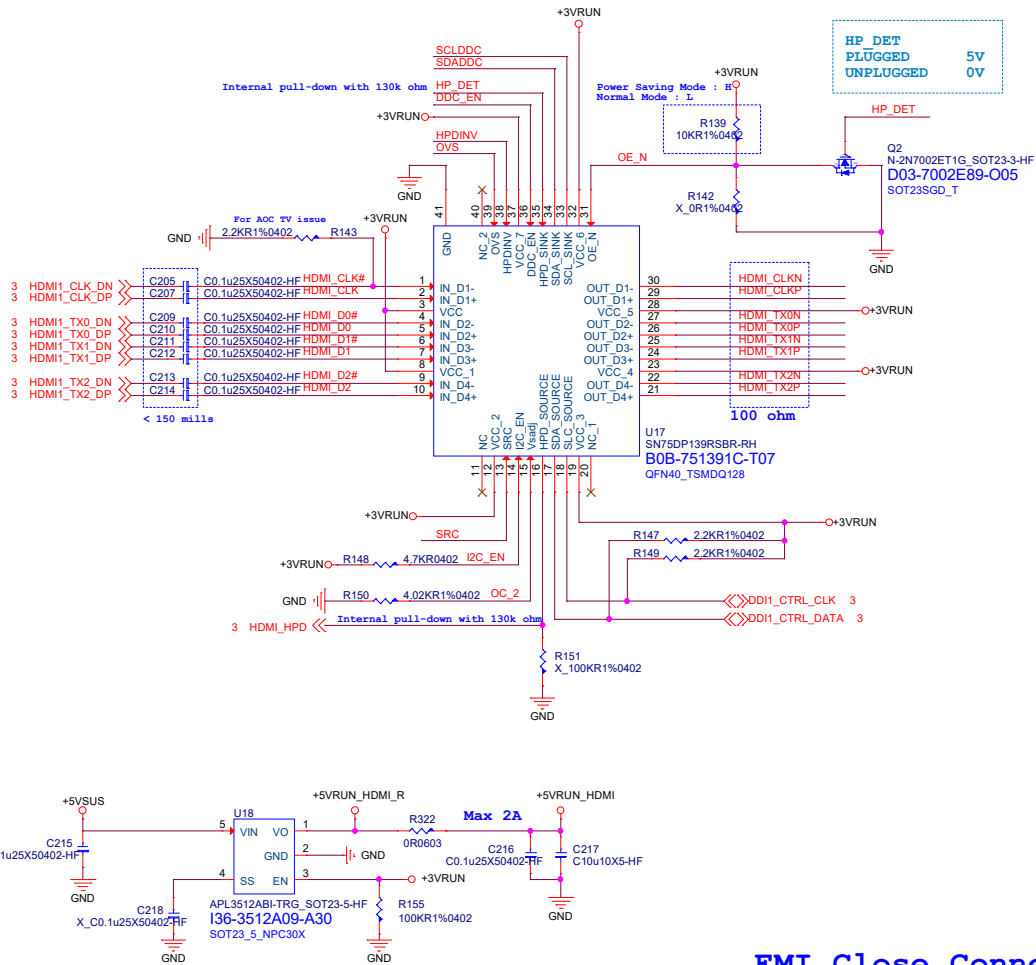 +3VRUN
SCLDDC
SDADDC
Internal pull-down with 130k ohm
HP_DET
DDC_EN
+3VRUN
HPDINV
OVS
GND
HP_DET
PLUGGED 5V
UNPLUGGED 0V
+3VRUN
Power Saving Mode : H
Normal Mode : L
R139
10KR1%0402
OE_N
R142
X_0R1%0402
HP_DET
Q2
N-2N7002ET1G_SOT23-3-HF
D03-7002E89-O05
SOT23SGD_T
GND
For AOC TV issue
GND 2.2KR1%0402 R143
+3VRUN
41 40 39 38 37 36 35 34 33 32 31
GND NC_2 OVS HPDINV VCC_7 DDC_EN HPD_SINK SDA_SINK SCL_SINK VCC_6 OE_N
3 HDMI1_CLK_DN C205 C0.1u25X50402-HF HDMI_CLK# 1 IN_D1-
3 HDMI1_CLK_DP C207 C0.1u25X50402-HF HDMI_CLK 2 IN_D1+
3 VCC
3 HDMI1_TX0_DN C209 C0.1u25X50402-HF HDMI_D0# 4 IN_D2-
3 HDMI1_TX0_DP C210 C0.1u25X50402-HF HDMI_D0 5 IN_D2+
3 HDMI1_TX1_DN C211 C0.1u25X50402-HF HDMI_D1# 6 IN_D3-
3 HDMI1_TX1_DP C212 C0.1u25X50402-HF HDMI_D1 7 IN_D3+
8 VCC_1
3 HDMI1_TX2_DN C213 C0.1u25X50402-HF HDMI_D2# 9 IN_D4-
3 HDMI1_TX2_DP C214 C0.1u25X50402-HF HDMI_D2 10 IN_D4+
< 150 mills
OUT_D1- 30 HDMI_CLKN
OUT_D1+ 29 HDMI_CLKP
VCC_5 28 +3VRUN
OUT_D2- 27 HDMI_TX0N
OUT_D2+ 26 HDMI_TX0P
OUT_D3- 25 HDMI_TX1N
OUT_D3+ 24 HDMI_TX1P
VCC_4 23 +3VRUN
OUT_D4- 22 HDMI_TX2N
OUT_D4+ 21 HDMI_TX2P
100 ohm
NC VCC_2 SRC I2C_EN Vsadj HPD_SOURCE SDA_SOURCE SLC_SOURCE VCC_3 NC_1
11 12 13 14 15 16 17 18 19 20
U17
SN75DP139RSBR-RH
B0B-751391C-T07
QFN40_TSMDQ128
+3VRUN
SRC
+3VRUN R148 4.7KR0402 I2C_EN
GND R150 4.02KR1%0402 OC_2
3 HDMI_HPD Internal pull-down with 130k ohm
+3VRUN
R147 2.2KR1%0402
R149 2.2KR1%0402
DDI1_CTRL_CLK 3
DDI1_CTRL_DATA 3
R151
X_100KR1%0402
GND
+5VSUS
C215
1u25X50402-HF
GND
U18
5 VIN VO 1
GND 2
4 SS EN 3
GND
+3VRUN
APL3512ABI-TRG_SOT23-5-HF
I36-3512A09-A30
SOT23_5_NPC30X
C218
X_C0.1u25X50402-HF
GND
R155
100KR1%0402
GND
+5VRUN_HDMI_R
R322
0R0603
Max 2A
+5VRUN_HDMI
C216
C0.1u25X50402-HF
C217
C10u10X5-HF
GND